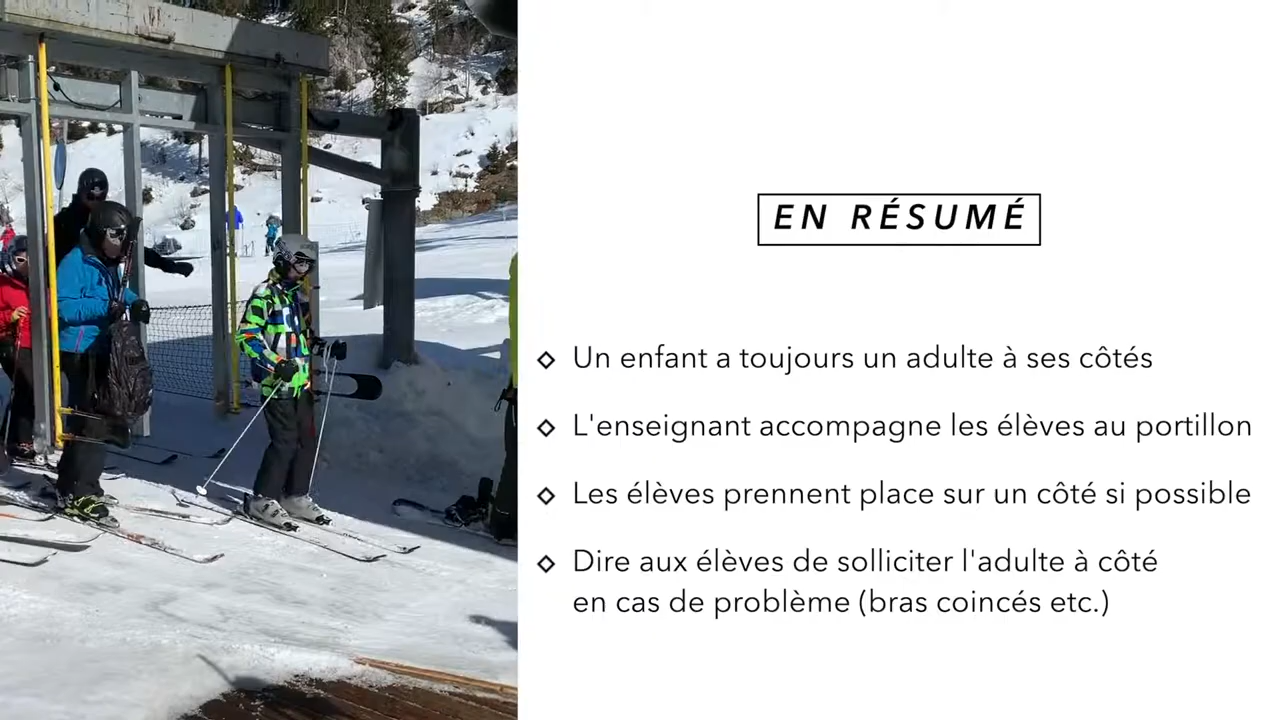 EN RÉSUMÉ
Un enfant a toujours un adulte à ses côtés
L'enseignant accompagne les élèves au portillon
Les élèves prennent place sur un côté si possible
Dire aux élèves de solliciter l'adulte à côté
en cas de problème (bras coincés etc.)